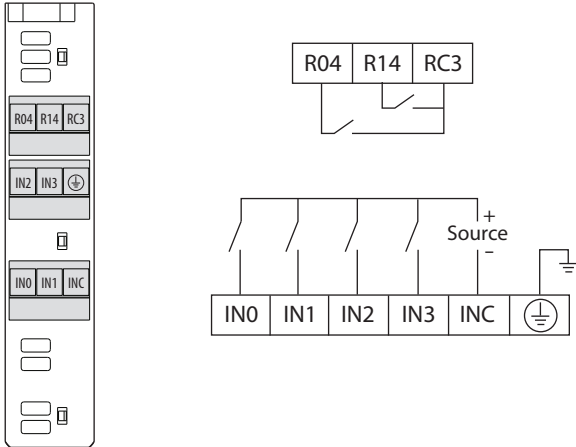 R04 R14 RC3
IN2 IN3
IN0 IN1 INC
R04 R14 RC3
+
Source
−
IN0 IN1 IN2 IN3 INC